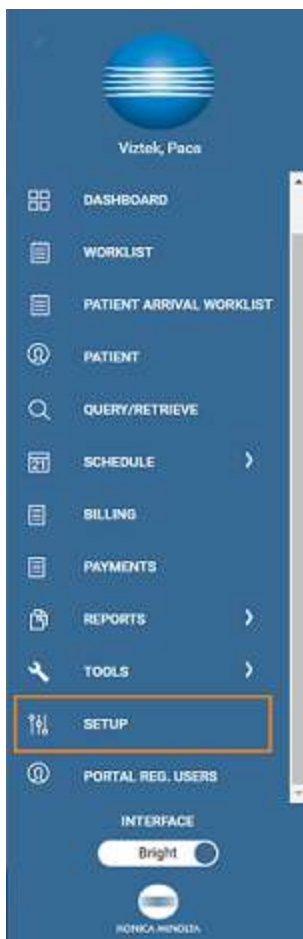 Viztek, Paca
DASHBOARD
WORKLIST
PATIENT ARRIVAL WORKLIST
PATIENT
QUERY/RETRIEVE
21 SCHEDULE
BILLING
PAYMENTS
REPORTS
TOOLS
SETUP
PORTAL REG. USERS
INTERFACE
Bright
KONICA MINOLTA